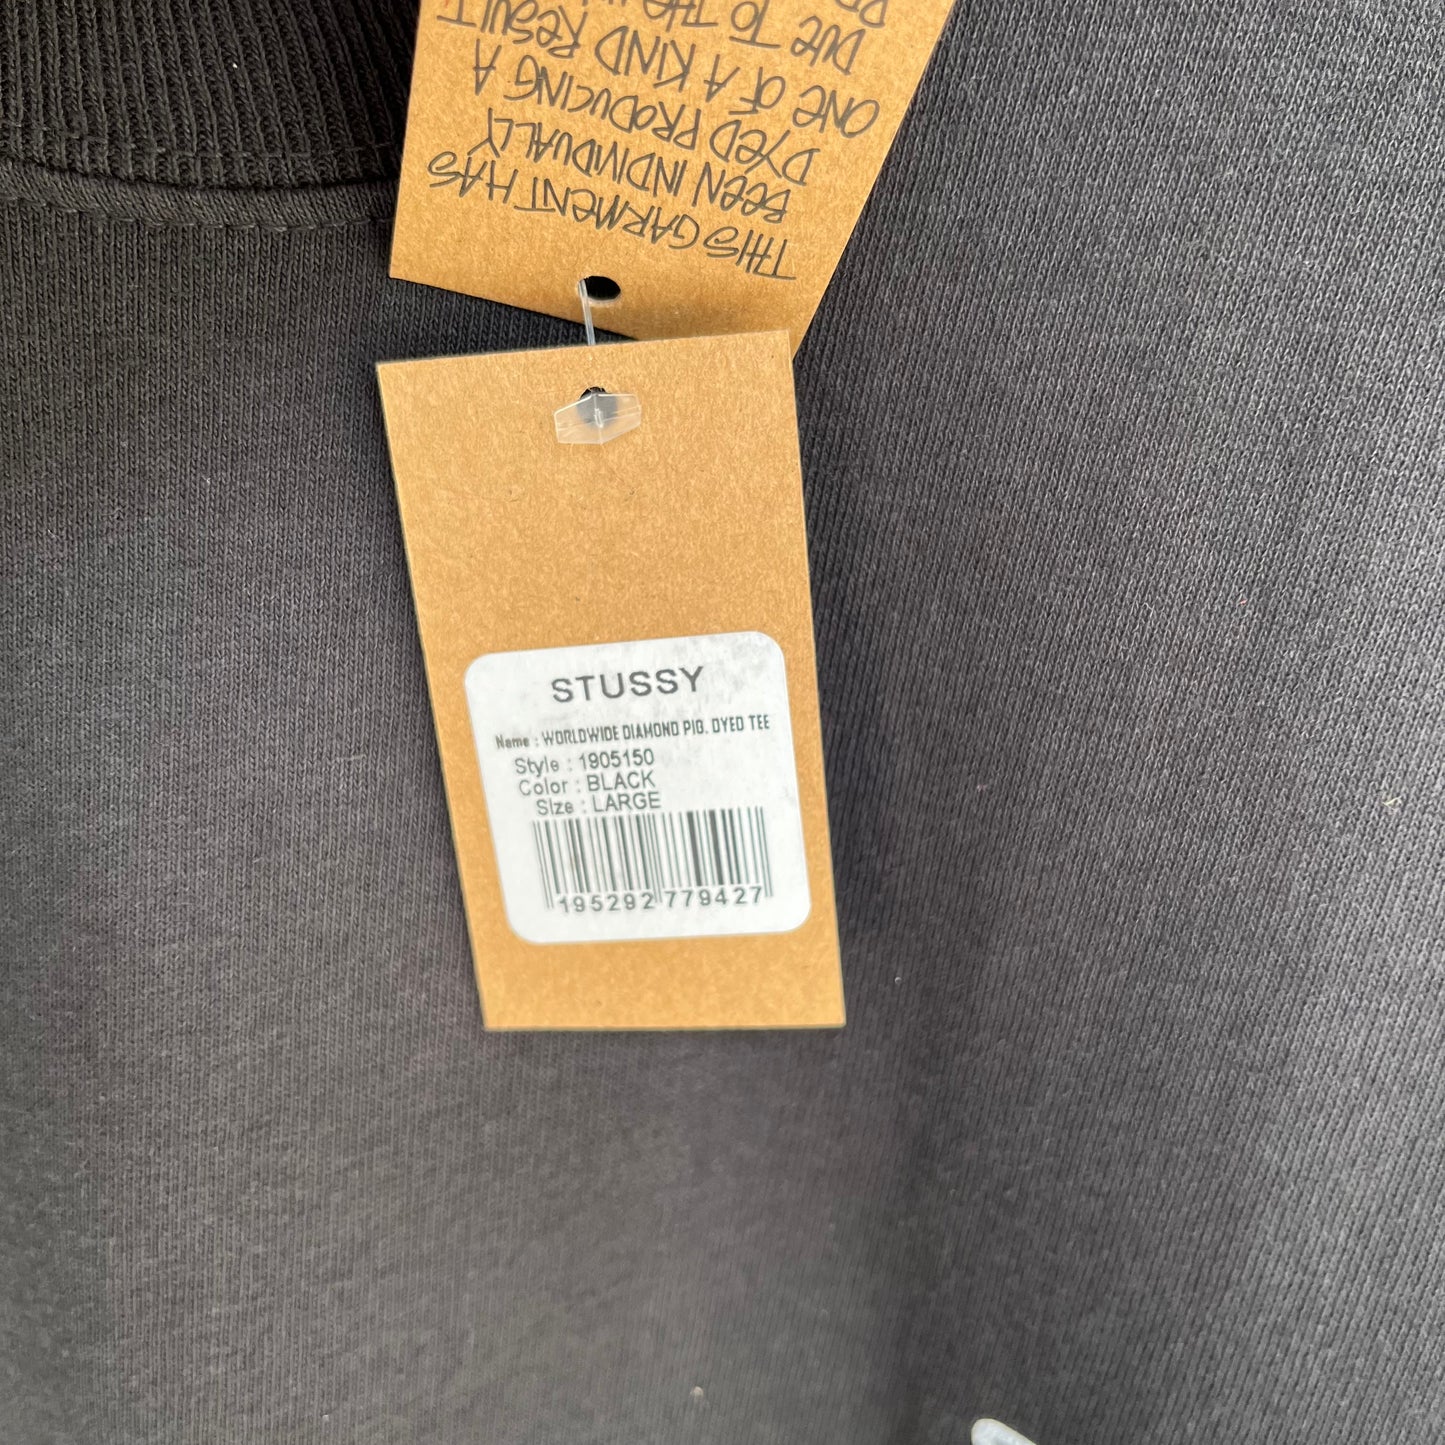 THIS GARMENT HAS
BEEN INDIVIDUALLY
DYED PRODUCING A
ONE OF A KIND RESULT
DUE TO THE
STUSSY
Name : WORLDWIDE DIAMOND PIG. DYED TEE
Style : 1905150
Color : BLACK
Size : LARGE
195292 779427